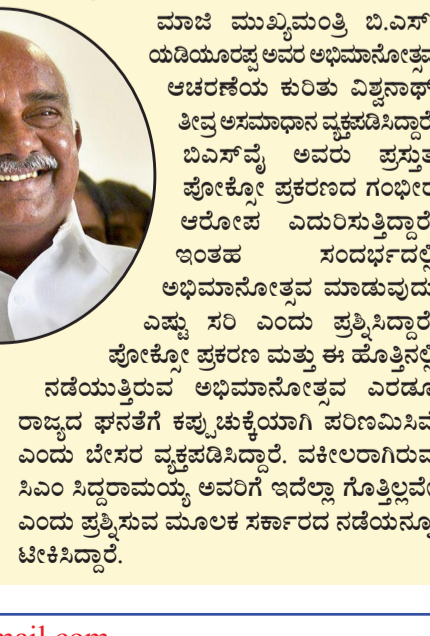 ಮಾಜಿ ಮುಖ್ಯಮಂತ್ರಿ ಬಿ.ಎಸ್
ಯಡಿಯೂರಪ್ಪ ಅವರ ಅಭಿಮಾನೋತ್ಸವ
ಆಚರಣೆಯ ಕುರಿತು ವಿಶ್ವನಾಥ್
ತೀವ್ರ ಅಸಮಾಧಾನ ವ್ಯಕ್ತಪಡಿಸಿದ್ದಾರೆ
ಬಿಎಸ್‌ವೈ ಅವರು ಪ್ರಸ್ತುತ
ಪೋಕ್ಸೋ ಪ್ರಕರಣದ ಗಂಭೀರ
ಆರೋಪ ಎದುರಿಸುತ್ತಿದ್ದಾರೆ
ಇಂತಹ ಸಂದರ್ಭದಲ್ಲಿ
ಅಭಿಮಾನೋತ್ಸವ ಮಾಡುವುದು
ಎಷ್ಟು ಸರಿ ಎಂದು ಪ್ರಶ್ನಿಸಿದ್ದಾರೆ
ಪೋಕ್ಸೋ ಪ್ರಕರಣ ಮತ್ತು ಈ ಹೊತ್ತಿನಲ್ಲಿ
ನಡೆಯುತ್ತಿರುವ ಅಭಿಮಾನೋತ್ಸವ ಎರಡೂ
ರಾಜ್ಯದ ಘನತೆಗೆ ಕಪ್ಪುಚುಕ್ಕೆಯಾಗಿ ಪರಿಣಮಿಸಿವೆ
ಎಂದು ಬೇಸರ ವ್ಯಕ್ತಪಡಿಸಿದ್ದಾರೆ. ವಕೀಲರಾಗಿರುವ
ಸಿಎಂ ಸಿದ್ದರಾಮಯ್ಯ ಅವರಿಗೆ ಇದೆಲ್ಲಾ ಗೊತ್ತಿಲ್ಲವೇ
ಎಂದು ಪ್ರಶ್ನಿಸುವ ಮೂಲಕ ಸರ್ಕಾರದ ನಡೆಯನ್ನೂ
ಟೀಕಿಸಿದ್ದಾರೆ.